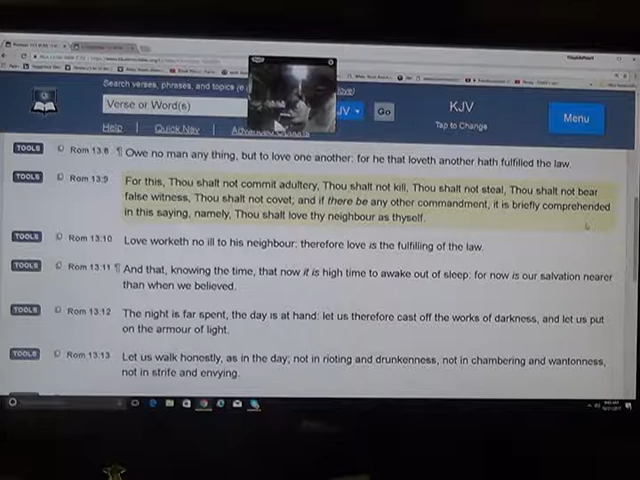 Search verses, phrases, and topics
Verse or Word(s)
Go
KJV
Tap to Change
Menu
Help | Quick Nav |
TOOLS Rom 13:8 ¶ Owe no man any thing, but to love one another: for he that loveth another hath fulfilled the law.
TOOLS Rom 13:9 For this, Thou shalt not commit adultery, Thou shalt not kill, Thou shalt not steal, Thou shalt not bear
false witness, Thou shalt not covet; and if there be any other commandment, it is briefly comprehended
in this saying, namely, Thou shalt love thy neighbour as thyself.
TOOLS Rom 13:10 Love worketh no ill to his neighbour: therefore love is the fulfilling of the law.
TOOLS Rom 13:11 ¶ And that, knowing the time, that now it is high time to awake out of sleep: for now is our salvation nearer
than when we believed.
TOOLS Rom 13:12 The night is far spent, the day is at hand: let us therefore cast off the works of darkness, and let us put
on the armour of light.
TOOLS Rom 13:13 Let us walk honestly, as in the day; not in rioting and drunkenness, not in chambering and wantonness,
not in strife and envying.